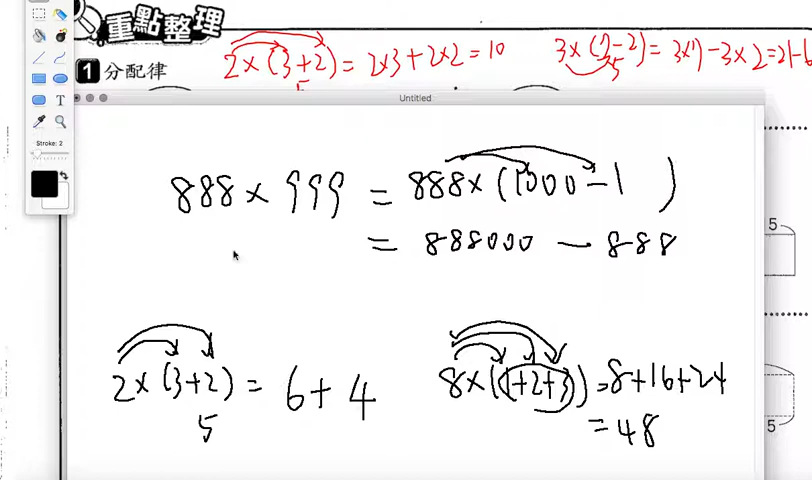 重點整理
1 分配律
2×(3+2)=2×3+2×2=10
5
3×(7-2)=3×7-3×2=21-6
5
Untitled
Stroke: 2
T
888×999=888×(1000-1)
=888000-888
5
2×(3+2)=6+4
5
8×(1+2+3)=8+16+24
=48
5